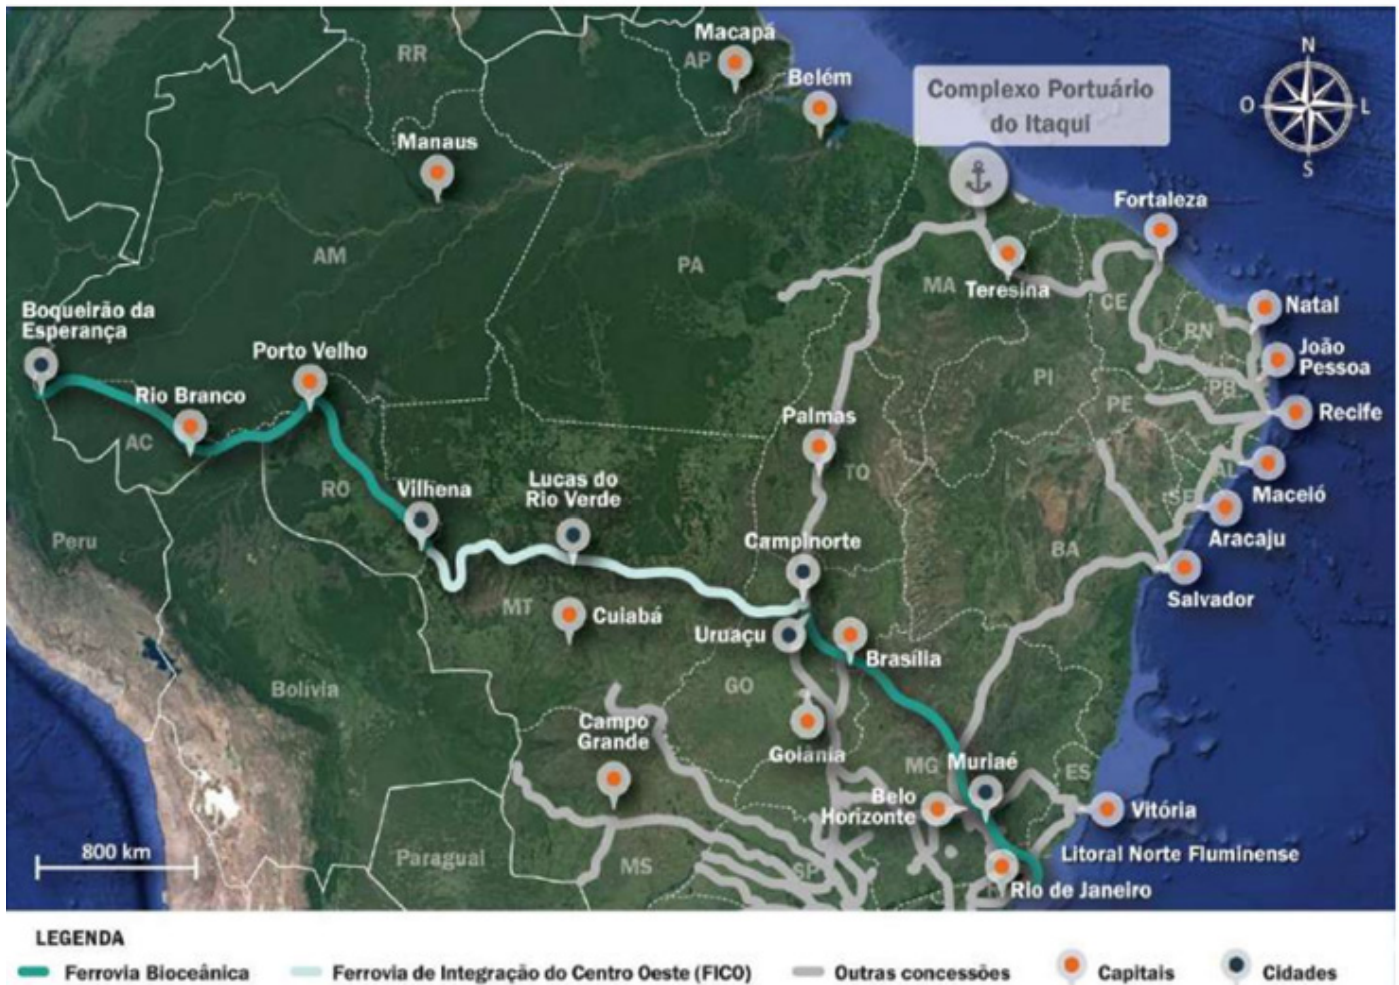 Macapá
RR
AP
Belém
Complexo Portuário
do Itaqui
N
O
L
S
Manaus
Fortaleza
AM
PA
MA
Teresina
CE
Natal
RN
João
Pessoa
Boqueirão da
Esperança
Porto Velho
Rio Branco
PI
PB
PE
Recife
Palmas
AC
TO
AL
Maceió
SE
Aracaju
RO
Vilhena
Lucas do
Rio Verde
Campinorte
BA
Peru
Salvador
MT
Cuiabá
Uruaçu
Brasília
Bolívia
GO
Campo
Grande
Goiânia
MG
Muriaé
ES
Belo
Horizonte
Vitória
800 km
Paraguai
MS
SP
Litoral Norte Fluminense
Rio de Janeiro
LEGENDA
Ferrovia Bioceânica
Ferrovia de Integração do Centro Oeste (FICO)
Outras concessões
Capitais
Cidades